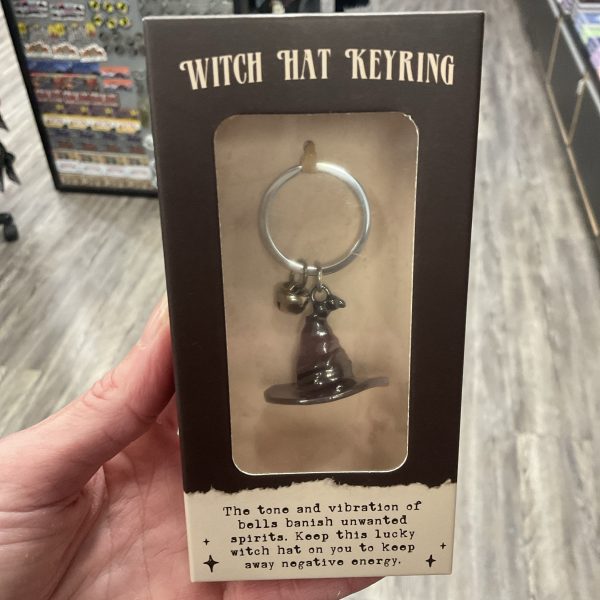 WITCH HAT KEYRING
The tone and vibration of
bells banish unwanted
spirits. Keep this lucky
witch hat on you to keep
away negative energy.